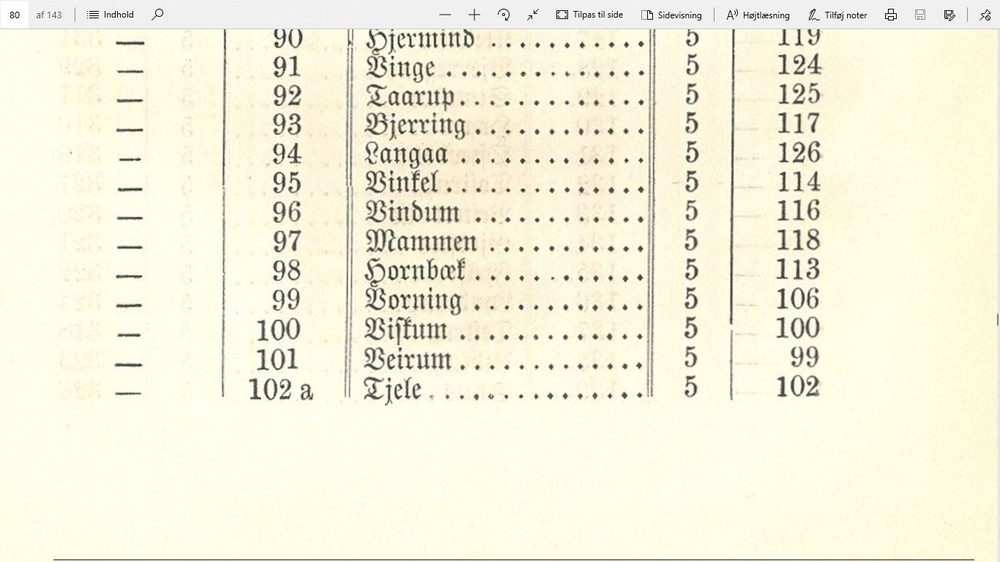 80 af 143 Indhold Tilpas til side Sidevisning A Højtlæsning Tilføj noter
— 90 Hjermind . . . . . . . . . . . 5 119
— 91 Vinge . . . . . . . . . . . . . . 5 124
— 92 Taarup . . . . . . . . . . . . . 5 125
— 93 Bjerring . . . . . . . . . . . . 5 117
— 94 Langaa . . . . . . . . . . . . . 5 126
— 95 Vinkel . . . . . . . . . . . . . . 5 114
— 96 Vindum . . . . . . . . . . . . 5 116
— 97 Mammen . . . . . . . . . . . 5 118
— 98 Hornbæk . . . . . . . . . . . . 5 113
— 99 Vorning . . . . . . . . . . . . 5 106
— 100 Viſkum . . . . . . . . . . . . . 5 100
— 101 Veirum . . . . . . . . . . . . . 5 99
— 102 a Tjele . . . . . . . . . . . . . . . 5 102